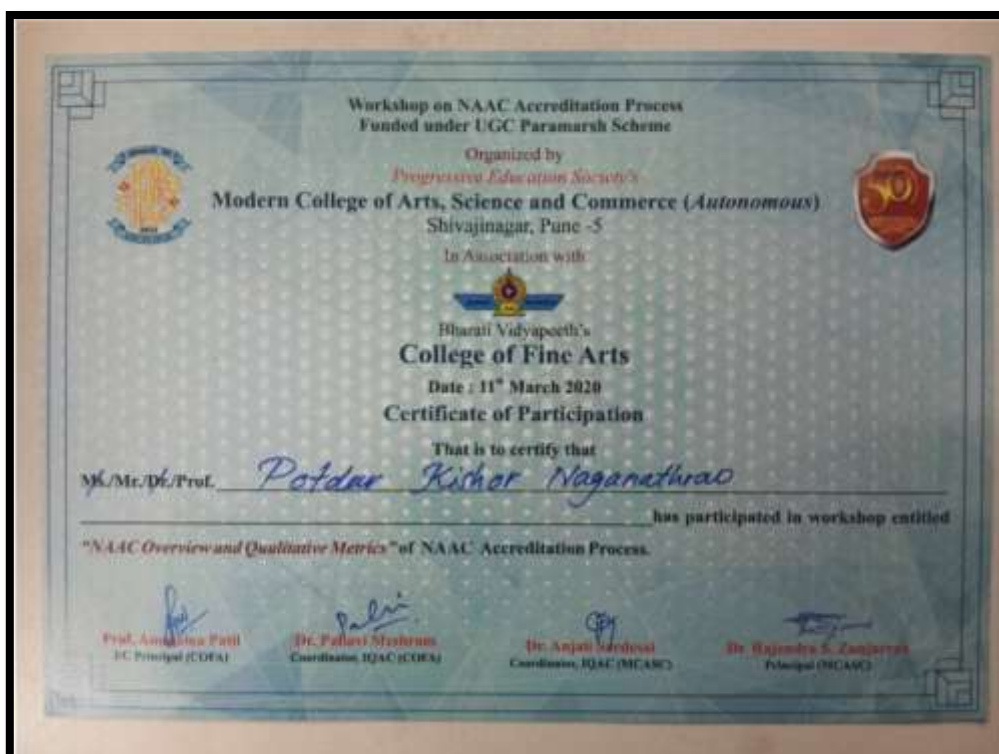 Workshop on NAAC Accreditation Process
Funded under UGC Paramarsh Scheme
Organized by
Progressive Education Society's
Modern College of Arts, Science and Commerce (Autonomous)
Shivajinagar, Pune -5
In Association with
50
Bharati Vidyapeeth's
College of Fine Arts
Date : 11th March 2020
Certificate of Participation
That is to certify that
Ms./Mr./Dr./Prof. Potdar Kishor Naganathrao
has participated in workshop entitled
"NAAC Overview and Qualitative Metrics" of NAAC Accreditation Process.
Prof. Patil
I/C Principal (COFA)
Dr. Pallavi Meshram
Coordinator, IQAC (COFA)
Dr. Anjali Sardesai
Coordinator, IQAC (MCASC)
Dr. Rajendra S. Zunjarrao
Principal (MCASC)